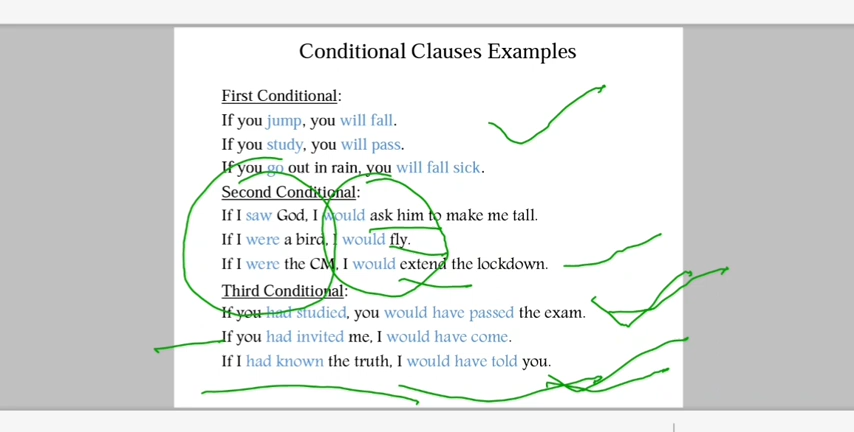 Conditional Clauses Examples
First Conditional:
If you jump, you will fall.
If you study, you will pass.
If you go out in rain, you will fall sick.
Second Conditional:
If I saw God, I would ask him to make me tall.
If I were a bird, I would fly.
If I were the CM, I would extend the lockdown.
Third Conditional:
If you had studied, you would have passed the exam.
If you had invited me, I would have come.
If I had known the truth, I would have told you.